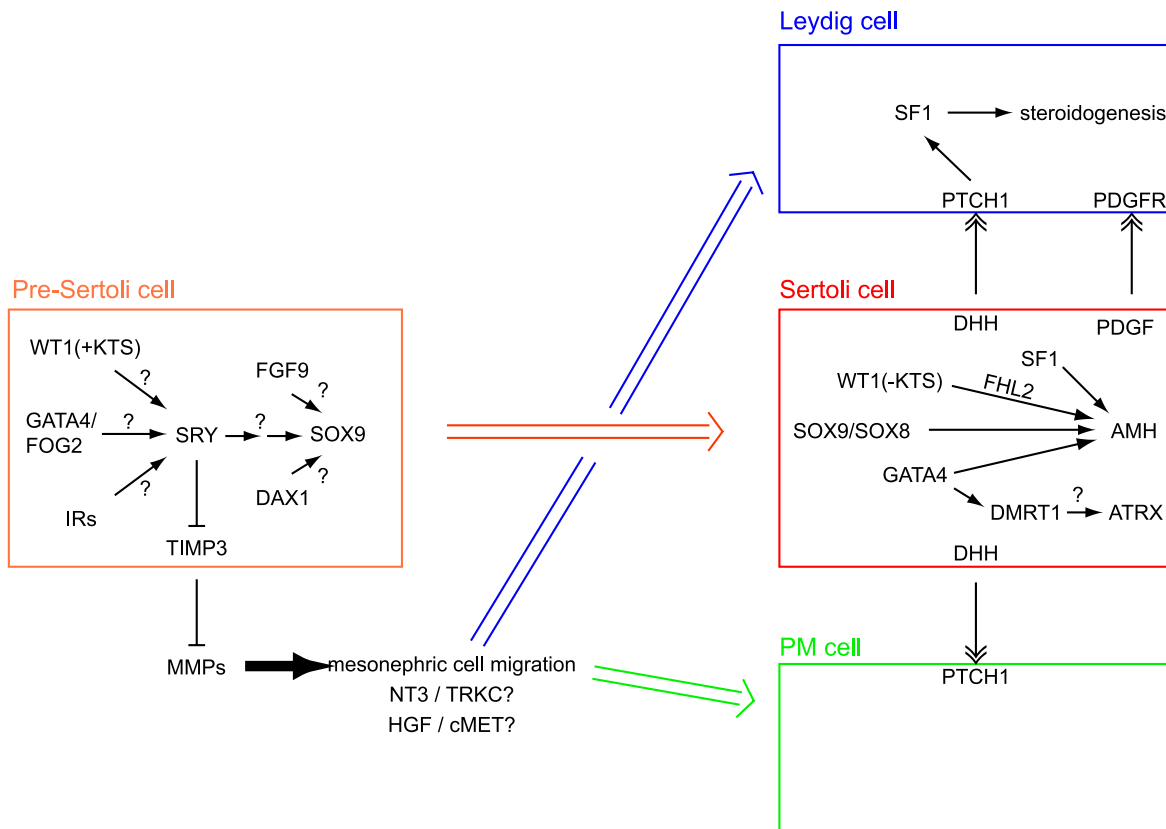 Leydig cell
SF1
steroidogenesis
PTCH1
PDGFR
Pre-Sertoli cell
WT1(+KTS)
?
FGF9
?
GATA4/
FOG2
?
SRY
?
SOX9
?
DAX1
?
IRs
TIMP3
MMPs
mesonephric cell migration
NT3 / TRKC?
HGF / cMET?
Sertoli cell
DHH
PDGF
SF1
WT1(-KTS)
FHL2
SOX9/SOX8
AMH
GATA4
DMRT1
?
ATRX
DHH
PM cell
PTCH1